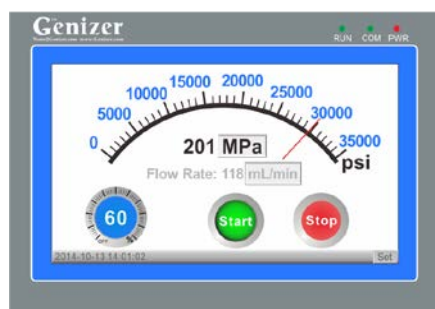 Genizer
RUN COM PWR
0 5000 10000 15000 20000 25000 30000 35000
psi
201 MPa
Flow Rate: 118 mL/min
60
OFF %
Start
Stop
2014-10-13 14:01:02
Set